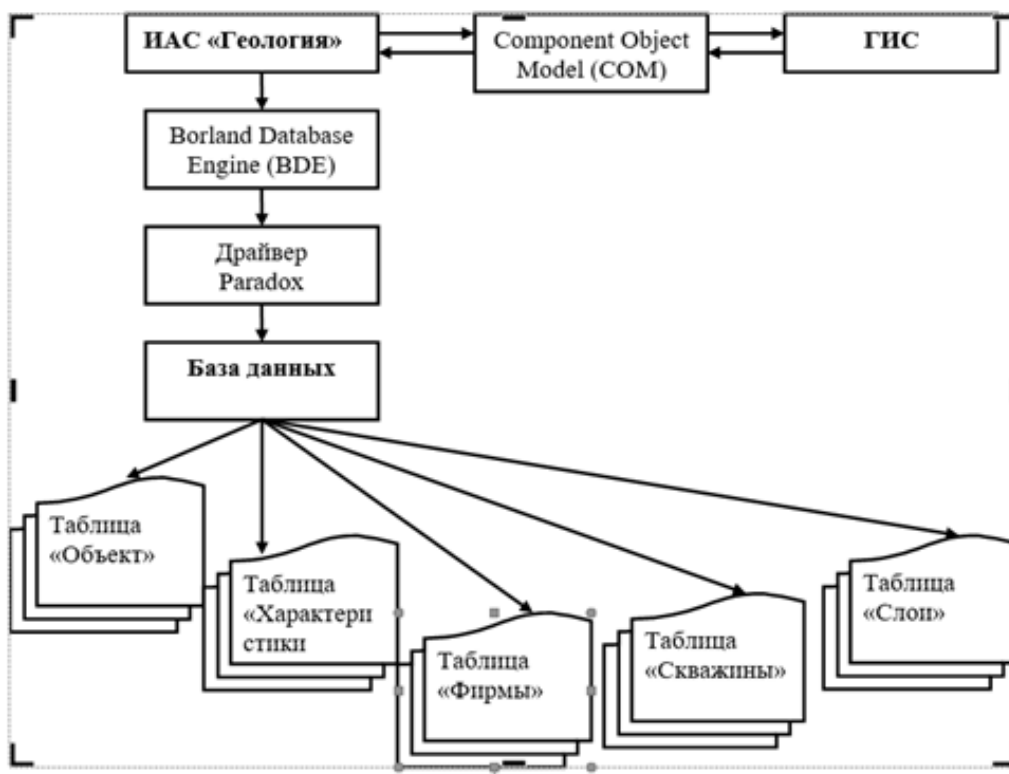 ИАС «Геология»
Component Object
Model (COM)
ГИС
Borland Database
Engine (BDE)
Драйвер
Paradox
База данных
Таблица
«Объект»
Таблица
«Характери
стики
Таблица
«Фирмы»
Таблица
«Скважины»
Таблица
«Слои»